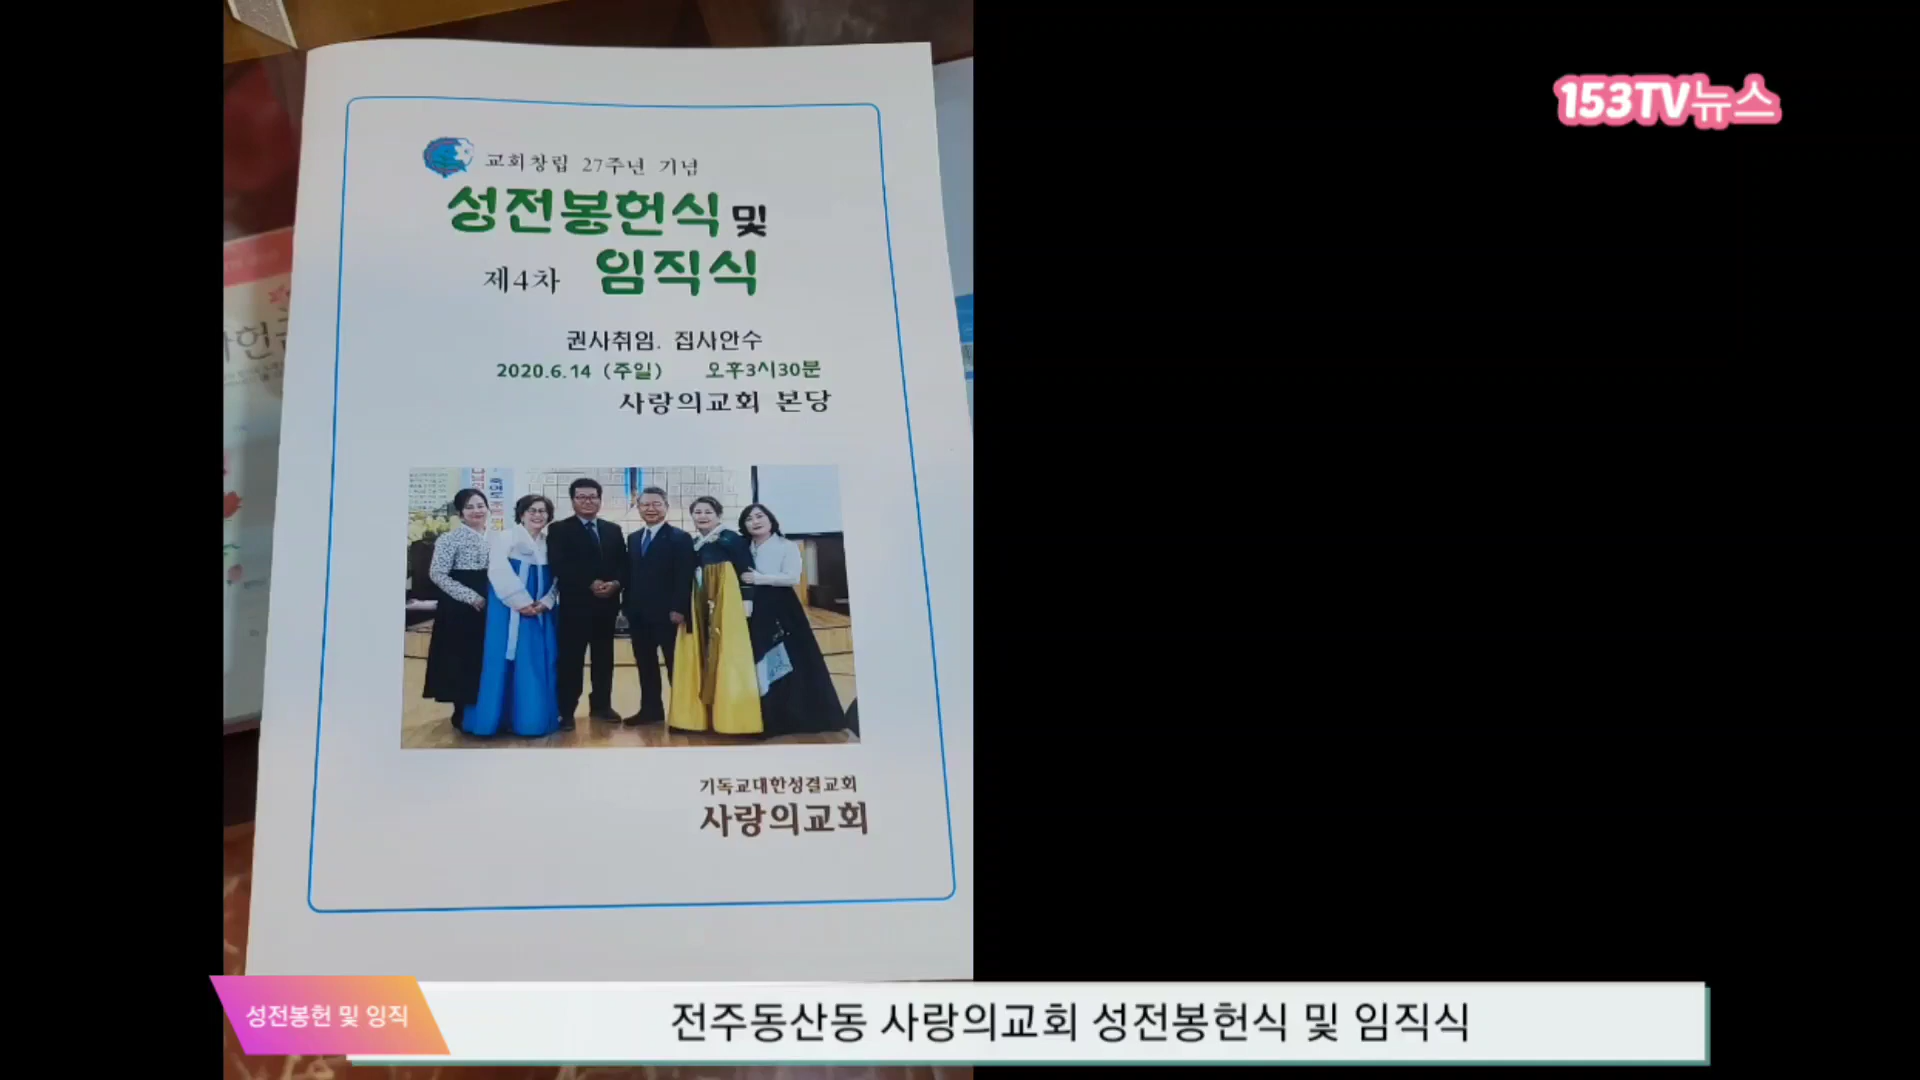 153TV뉴스
교회창립 27주년 기념
성전봉헌식 및
제4차 임직식
권사취임. 집사안수
2020.6.14 (주일) 오후3시30분
사랑의교회 본당
기독교대한성결교회
사랑의교회
성전봉헌 및 임직
전주동산동 사랑의교회 성전봉헌식 및 임직식